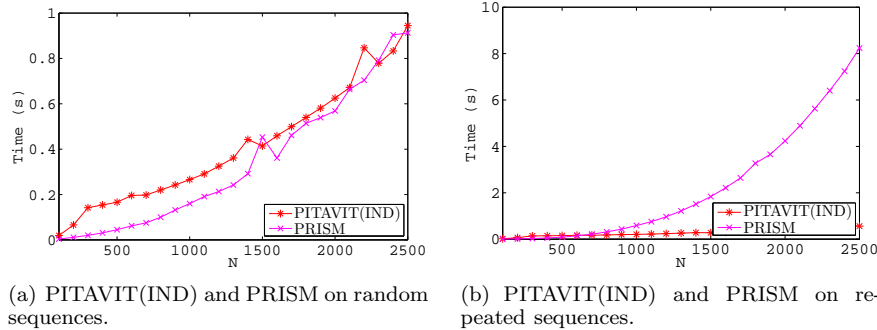 1
0.8
0.6
0.4
0.2
0
Time (s)
500 1000 1500 2000 2500
N
PITAVIT(IND)
PRISM
(a) PITAVIT(IND) and PRISM on random
sequences.
10
8
6
4
2
0
Time (s)
500 1000 1500 2000 2500
N
PITAVIT(IND)
PRISM
(b) PITAVIT(IND) and PRISM on re-
peated sequences.